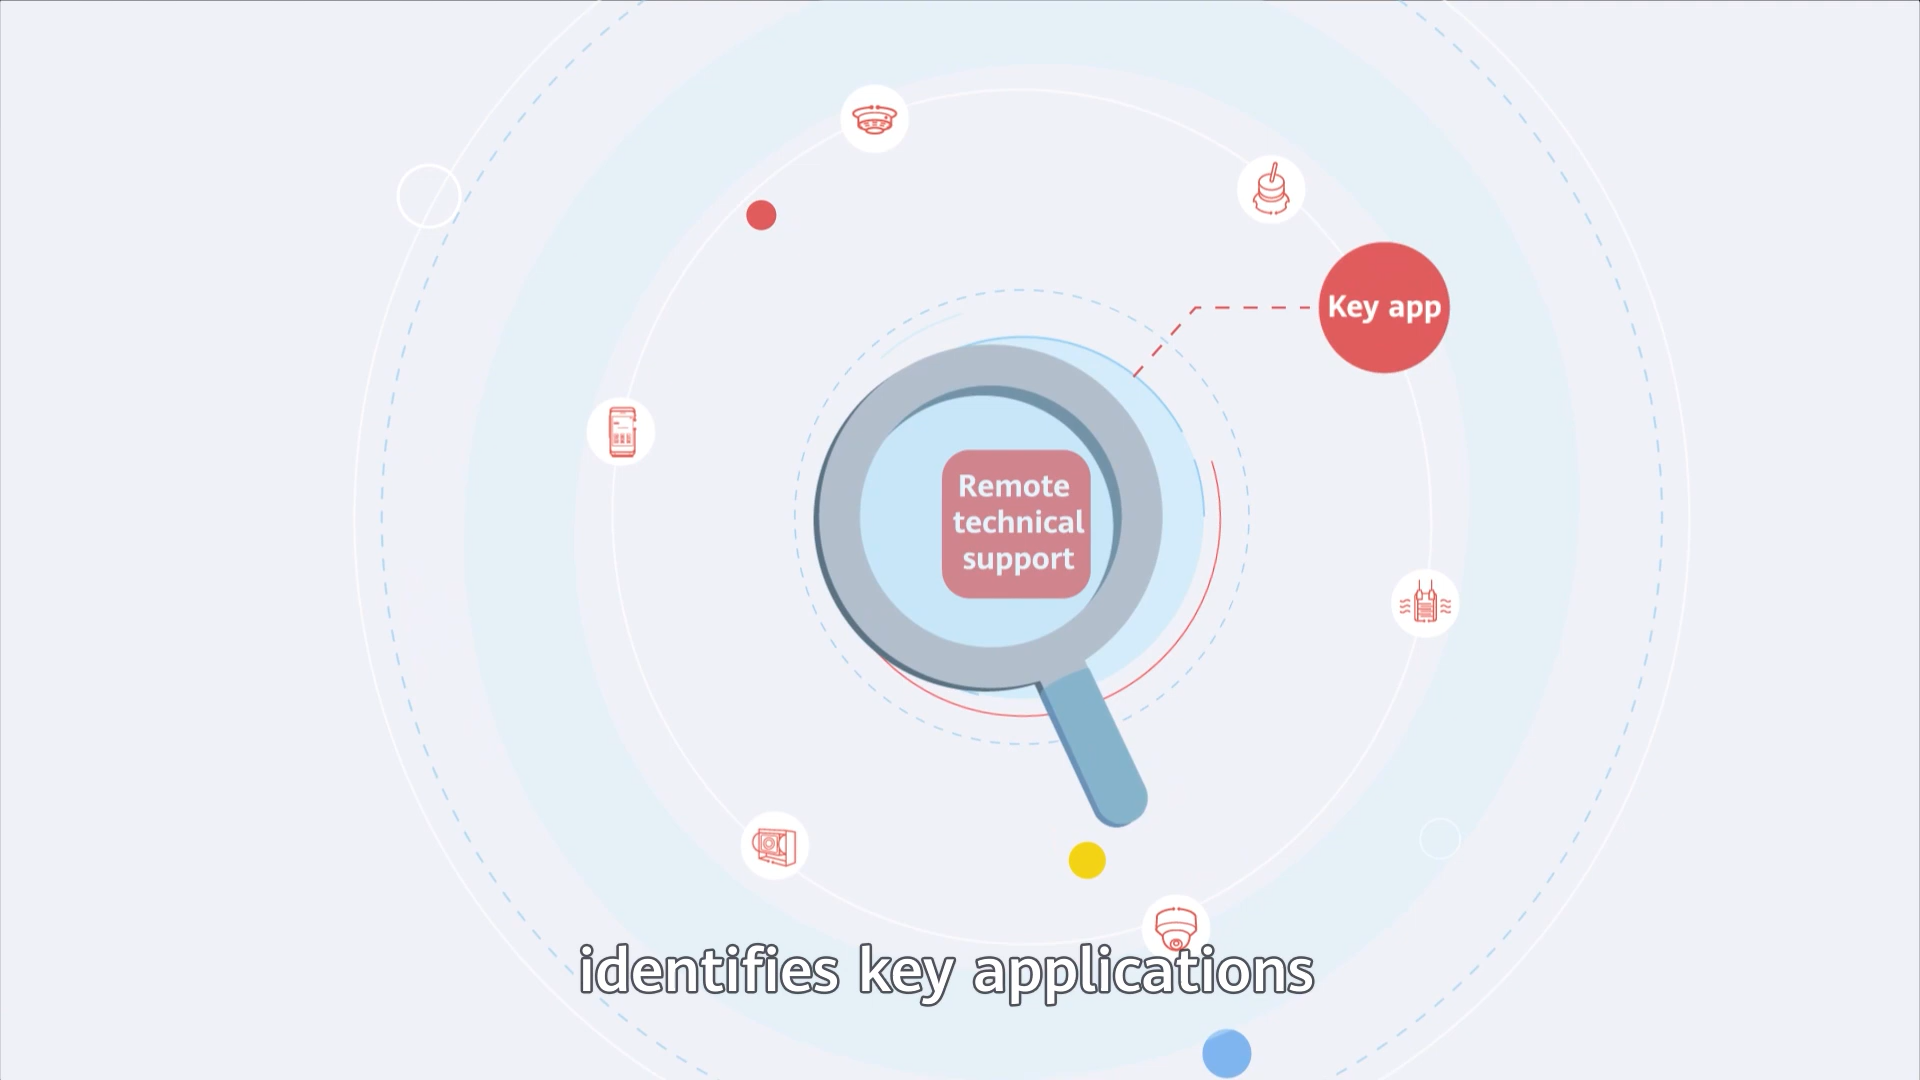 Key app
Remote
technical
support
identifies key applications